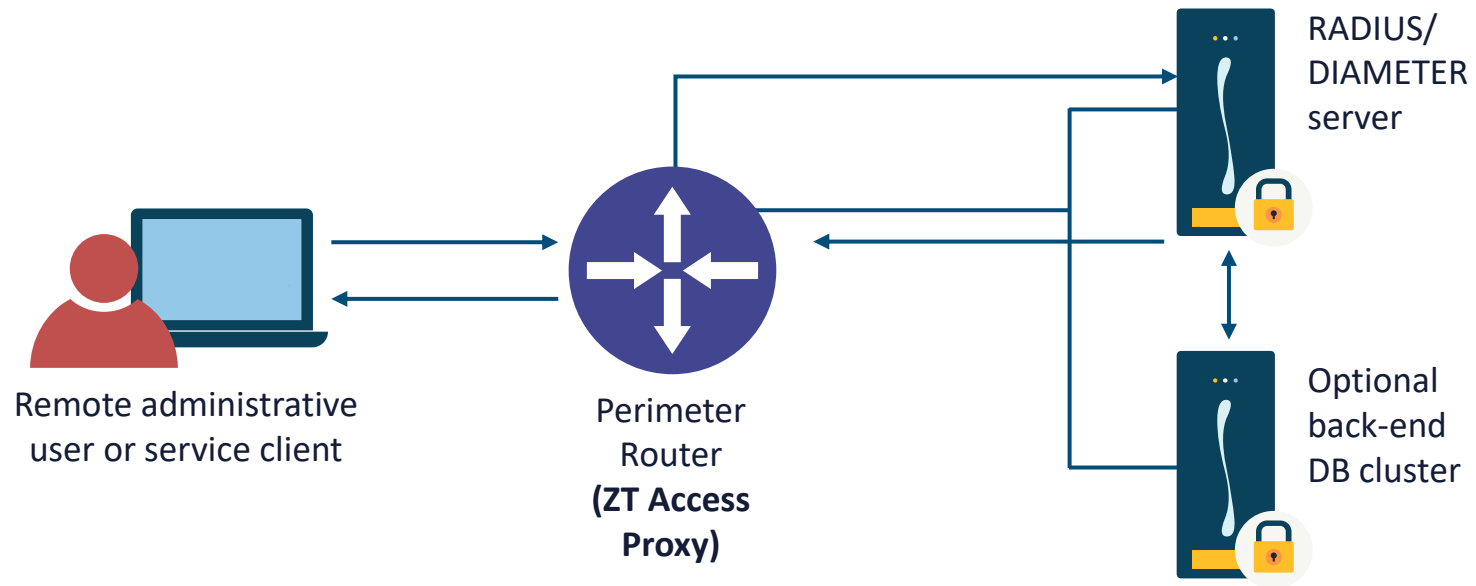 RADIUS/
DIAMETER
server
Remote administrative
user or service client
Perimeter
Router
(ZT Access
Proxy)
Optional
back-end
DB cluster